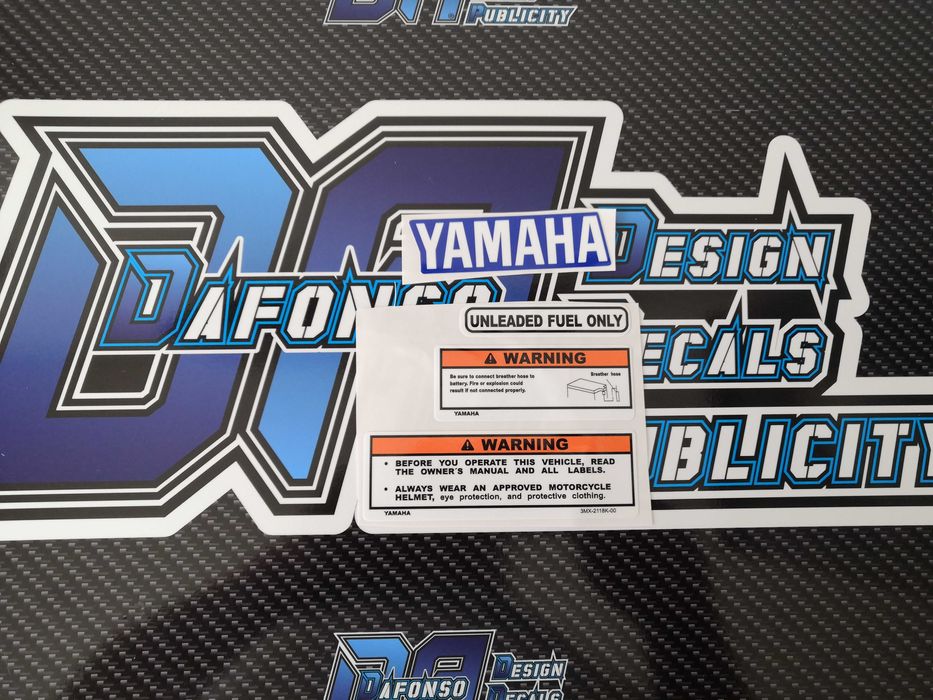 PUBLICITY
YAMAHA
DESIGN
DAFONSO
DECALS
PUBLICITY
UNLEADED FUEL ONLY
WARNING
Be sure to connect breather hose to
battery. Fire or explosion could
result if not connected properly.
Breather hose
YAMAHA
WARNING
• BEFORE YOU OPERATE THIS VEHICLE, READ
THE OWNER'S MANUAL AND ALL LABELS.
• ALWAYS WEAR AN APPROVED MOTORCYCLE
HELMET, eye protection, and protective clothing.
YAMAHA
3MX-2118K-00
DESIGN
DAFONSO
DECALS